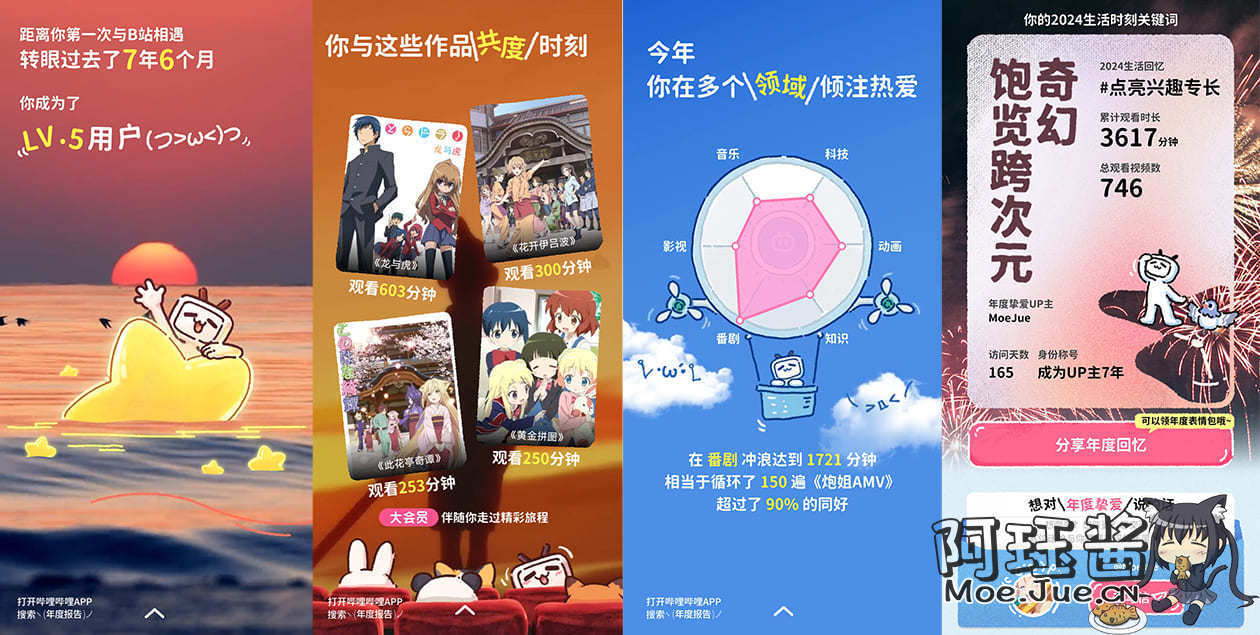 距离你第一次与B站相遇
转眼过去了7年6个月
你成为了
LV.5用户(つ>ω<)つ
打开哔哩哔哩APP
搜索ヽ(年度报告)ノ
你与这些作品\共度/时刻
龙与虎
《龙与虎》
观看603分钟
《花开伊吕波》
观看300分钟
《此花亭奇谭》
观看253分钟
《黄金拼图》
观看250分钟
大会员 伴随你走过精彩旅程
打开哔哩哔哩APP
搜索ヽ(年度报告)ノ
今年
你在多个\领域/倾注热爱
音乐
科技
影视
动画
番剧
知识
在 番剧 冲浪达到 1721 分钟
相当于循环了 150 遍《炮姐AMV》
超过了 90% 的同好
打开哔哩哔哩APP
搜索ヽ(年度报告)ノ
你的2024生活时刻关键词
奇幻
饱览跨次元
2024生活回忆
#点亮兴趣专长
累计观看时长
3617分钟
总观看视频数
746
年度挚爱UP主
MoeJue
访问天数 身份称号
165 成为UP主7年
可以领年度表情包哦~
分享年度回忆
想对\年度挚爱/说 话
阿珏酱
Moe.Jue.cn